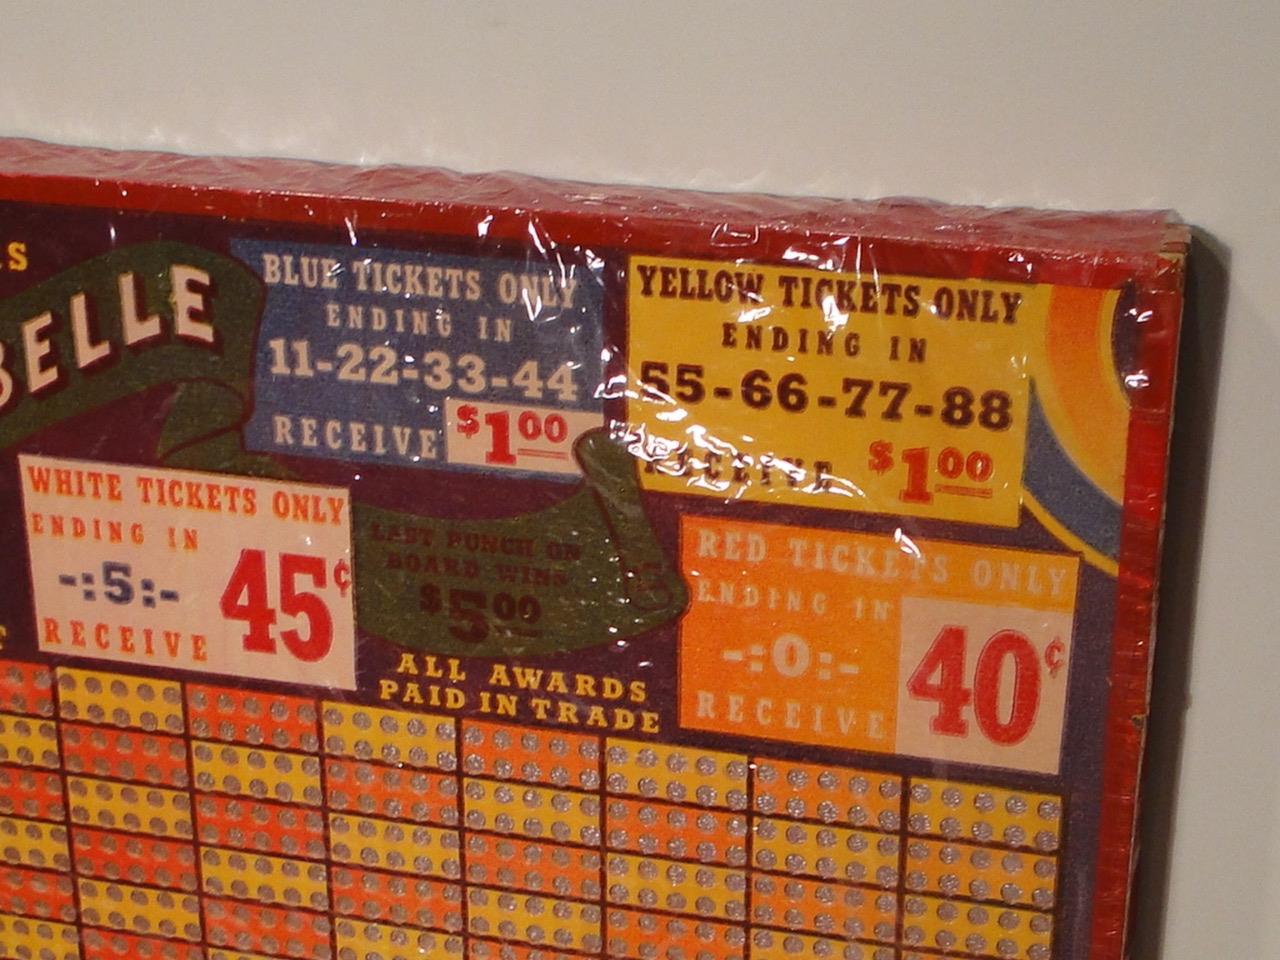 BELLE
BLUE TICKETS ONLY
ENDING IN
11-22-33-44
RECEIVE $1.00
YELLOW TICKETS ONLY
ENDING IN
55-66-77-88
RECEIVE $1.00
WHITE TICKETS ONLY
ENDING IN
-:5:- 45¢
RECEIVE
LAST PUNCH ON
BOARD WINS
$5.00
ALL AWARDS
PAID IN TRADE
RED TICKETS ONLY
ENDING IN
-:0:- 40¢
RECEIVE